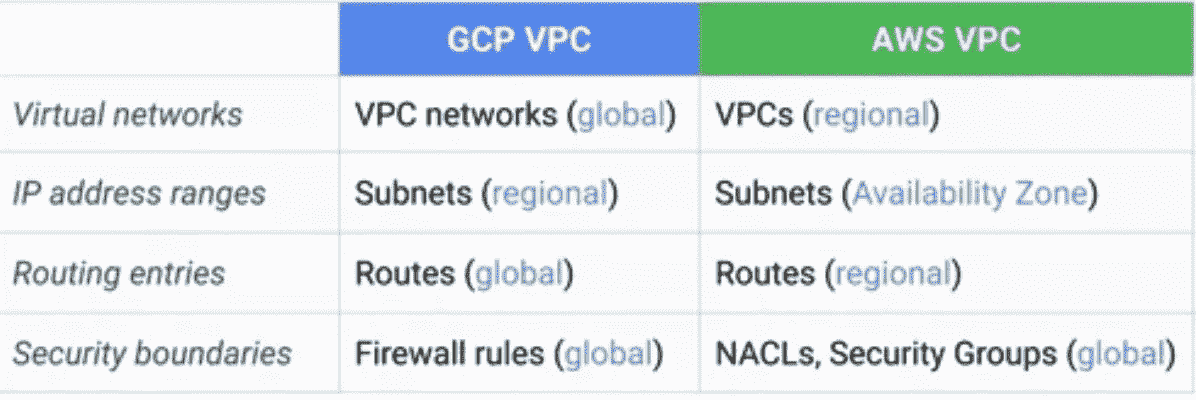 GCP VPC AWS VPC
Virtual networks VPC networks (global) VPCs (regional)
IP address ranges Subnets (regional) Subnets (Availability Zone)
Routing entries Routes (global) Routes (regional)
Security boundaries Firewall rules (global) NACLs, Security Groups (global)